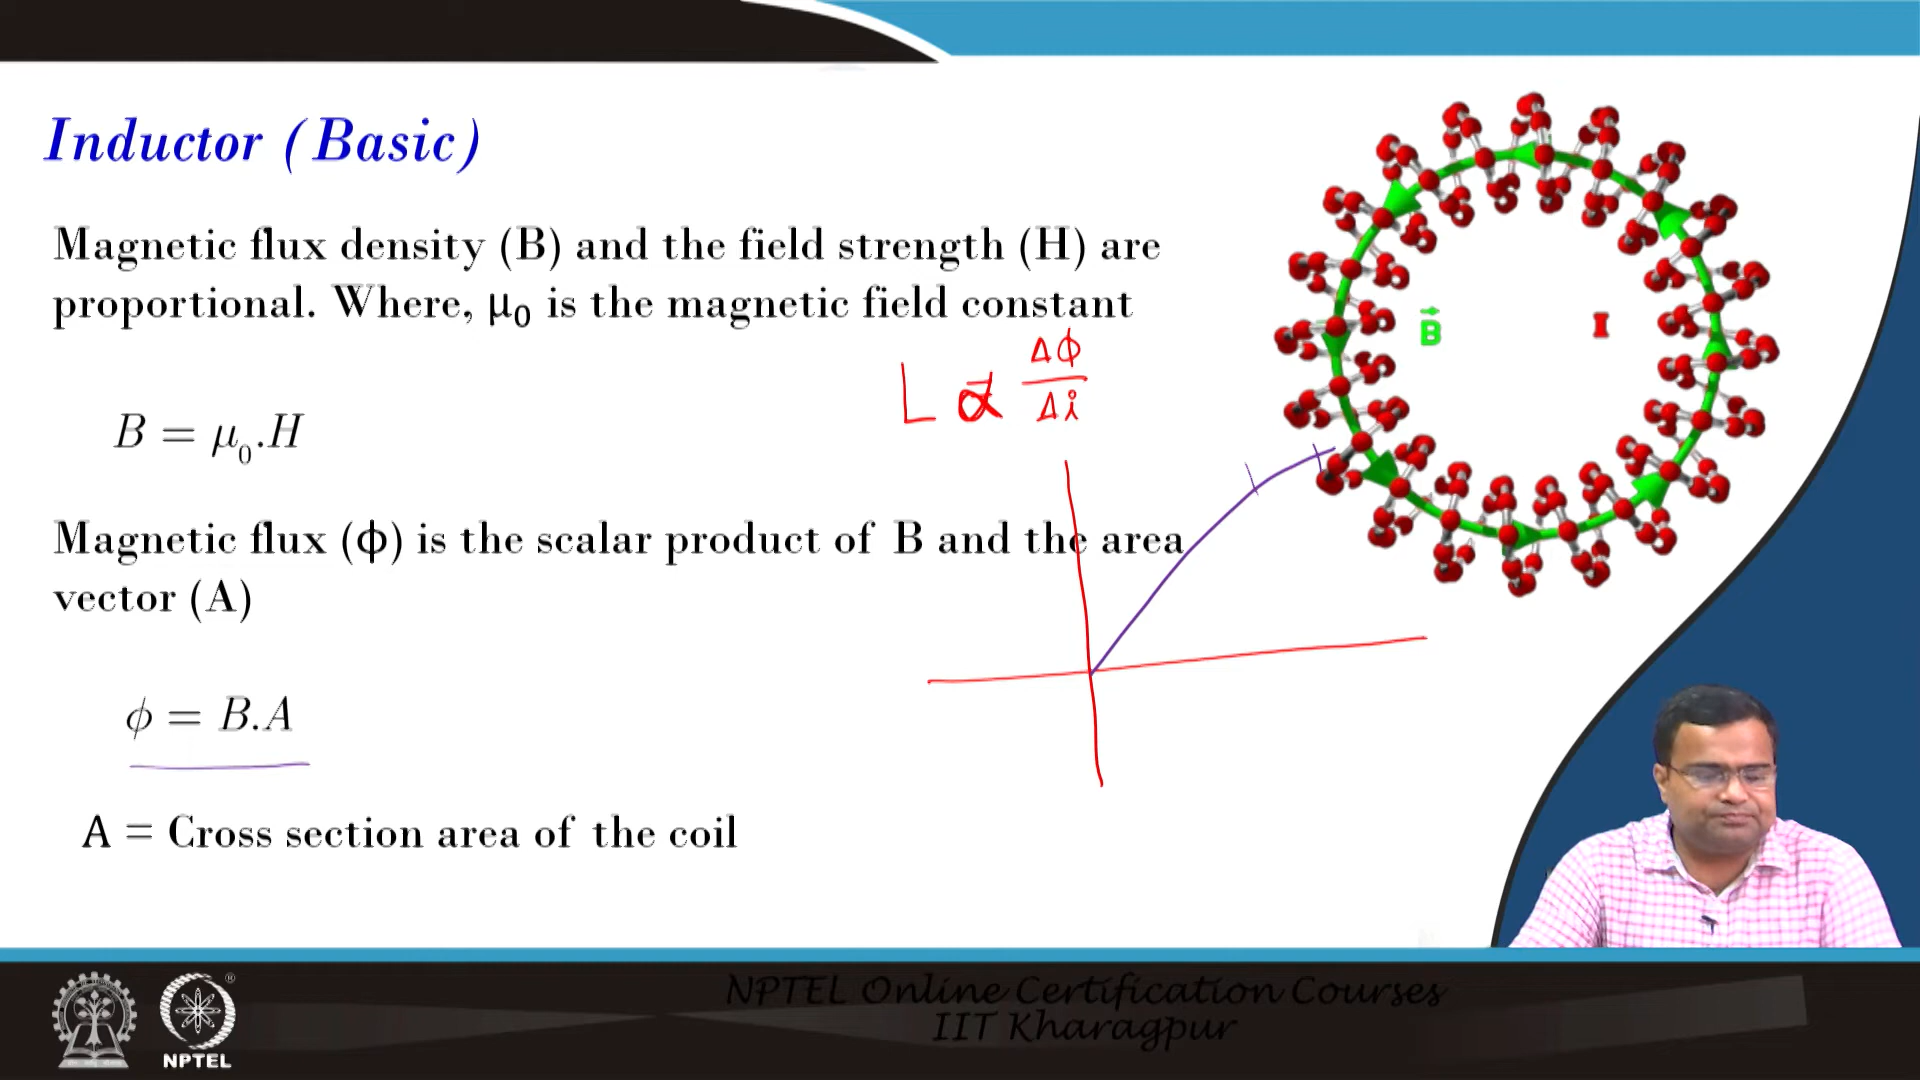 Inductor (Basic)
Magnetic flux density (B) and the field strength (H) are
proportional. Where, μ₀ is the magnetic field constant
L ∝ Δϕ/Δi
B = μ₀.H
Magnetic flux (ϕ) is the scalar product of B and the area
vector (A)
ϕ = B.A
A = Cross section area of the coil
B⃗
I
NPTEL Online Certification Courses
IIT Kharagpur
NPTEL
®